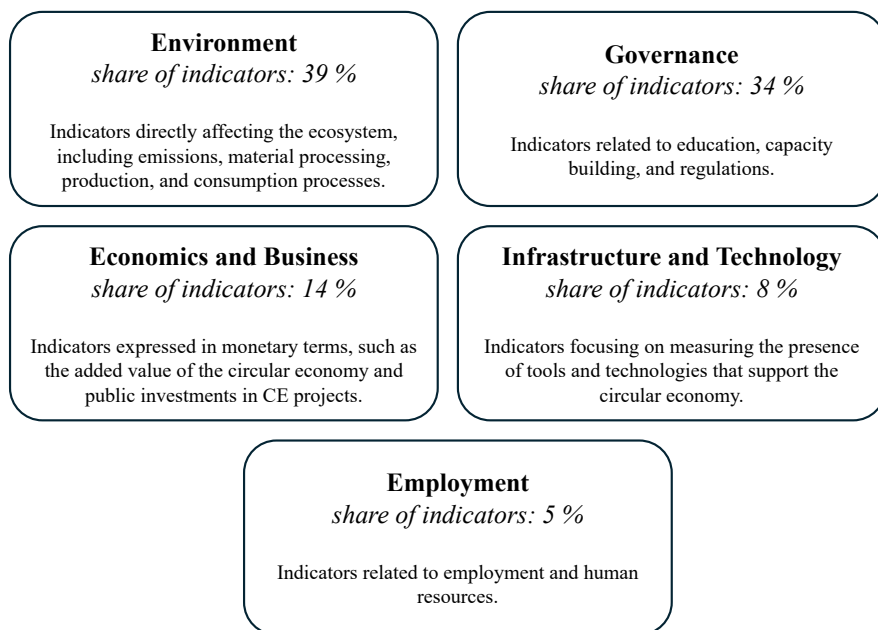 Environment
share of indicators: 39 %
Indicators directly affecting the ecosystem,
including emissions, material processing,
production, and consumption processes.
Governance
share of indicators: 34 %
Indicators related to education, capacity
building, and regulations.
Economics and Business
share of indicators: 14 %
Indicators expressed in monetary terms, such as
the added value of the circular economy and
public investments in CE projects.
Infrastructure and Technology
share of indicators: 8 %
Indicators focusing on measuring the presence
of tools and technologies that support the
circular economy.
Employment
share of indicators: 5 %
Indicators related to employment and human
resources.